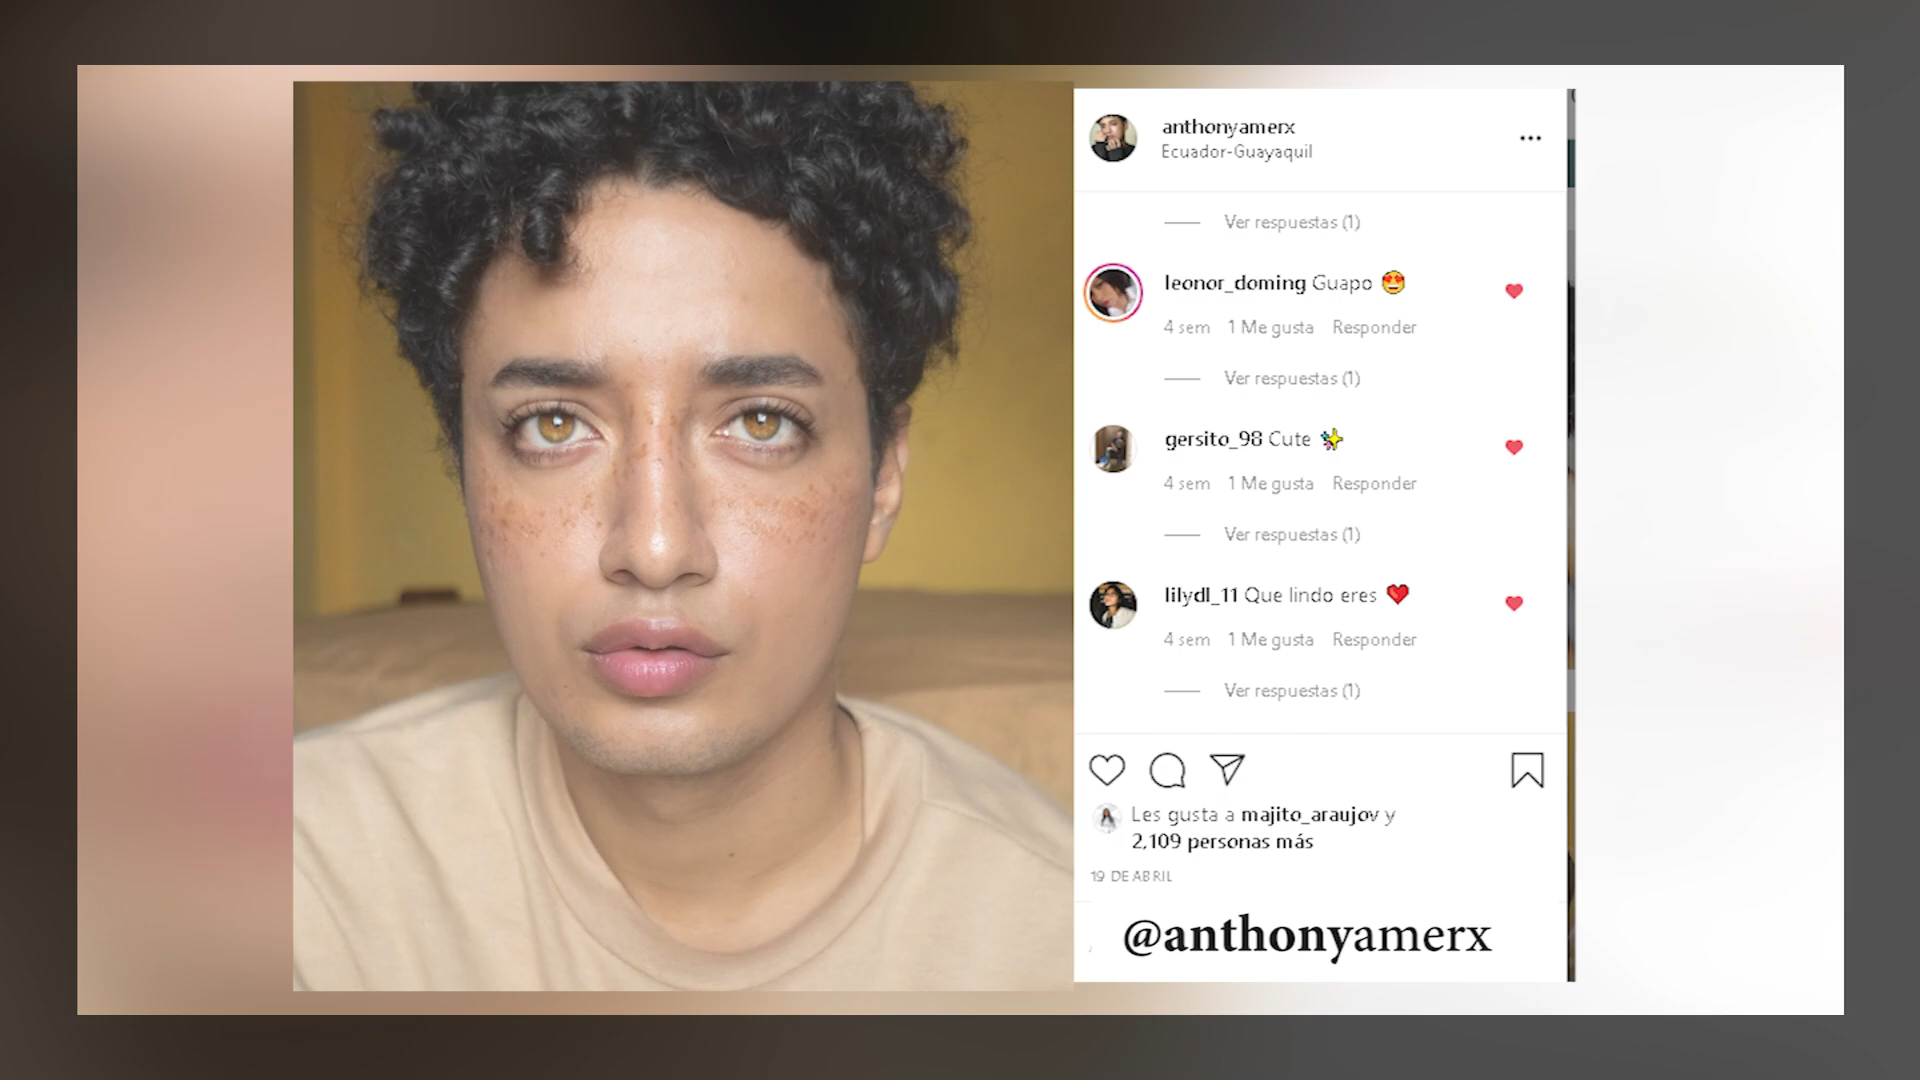 anthonyamerx
Ecuador-Guayaquil
Ver respuestas (1)
leonor_doming Guapo 😍
4 sem 1 Me gusta Responder
Ver respuestas (1)
gersito_98 Cute ✨
4 sem 1 Me gusta Responder
Ver respuestas (1)
lilydl_11 Que lindo eres ❤️
4 sem 1 Me gusta Responder
Ver respuestas (1)
Les gusta a majito_araujov y
2,109 personas más
19 DE ABRIL
@anthonyamerx